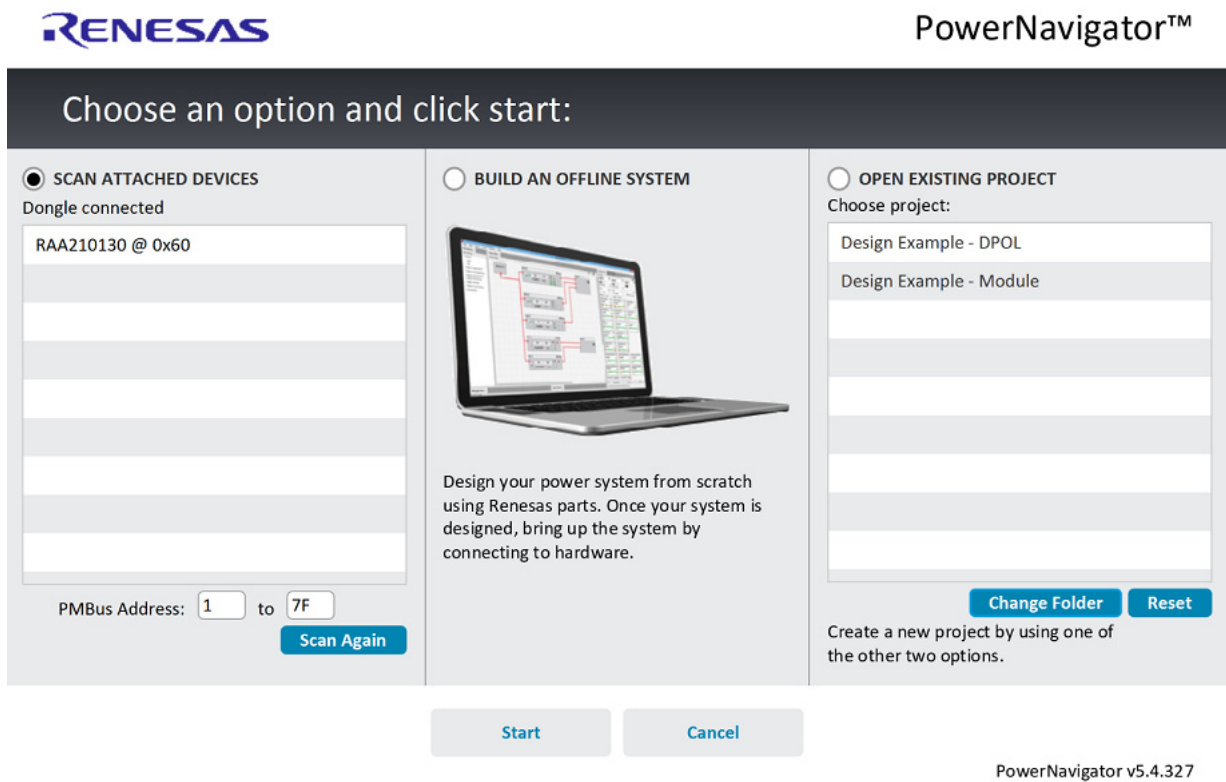 RENESAS
PowerNavigator™
Choose an option and click start:
SCAN ATTACHED DEVICES
Dongle connected
RAA210130 @ 0x60
PMBus Address: 1 to 7F
Scan Again
BUILD AN OFFLINE SYSTEM
Design your power system from scratch
using Renesas parts. Once your system is
designed, bring up the system by
connecting to hardware.
OPEN EXISTING PROJECT
Choose project:
Design Example - DPOL
Design Example - Module
Change Folder
Reset
Create a new project by using one of
the other two options.
Start
Cancel
PowerNavigator v5.4.327